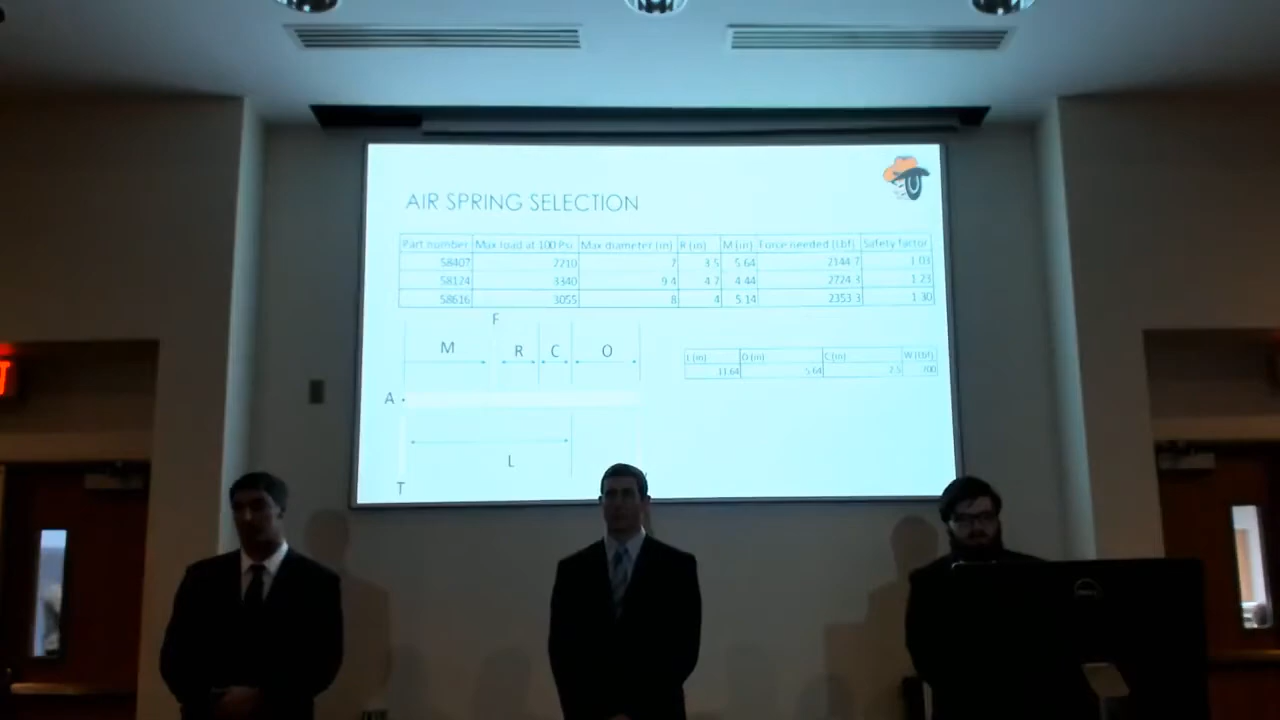 AIR SPRING SELECTION
Part number Max load at 100 Psi Max diameter (in) R (in) M (in) Force needed (Lbf) Safety factor
58407 2210 7 3.5 5.64 2144.7 1.03
58124 3340 9.4 4.7 4.44 2724.3 1.23
58616 3055 8 4 5.14 2353.3 1.30
F
M R C O
L (in) O (in) C (in) W (Lbf)
11.64 5.64 2.5 700
A
L
T
DELL